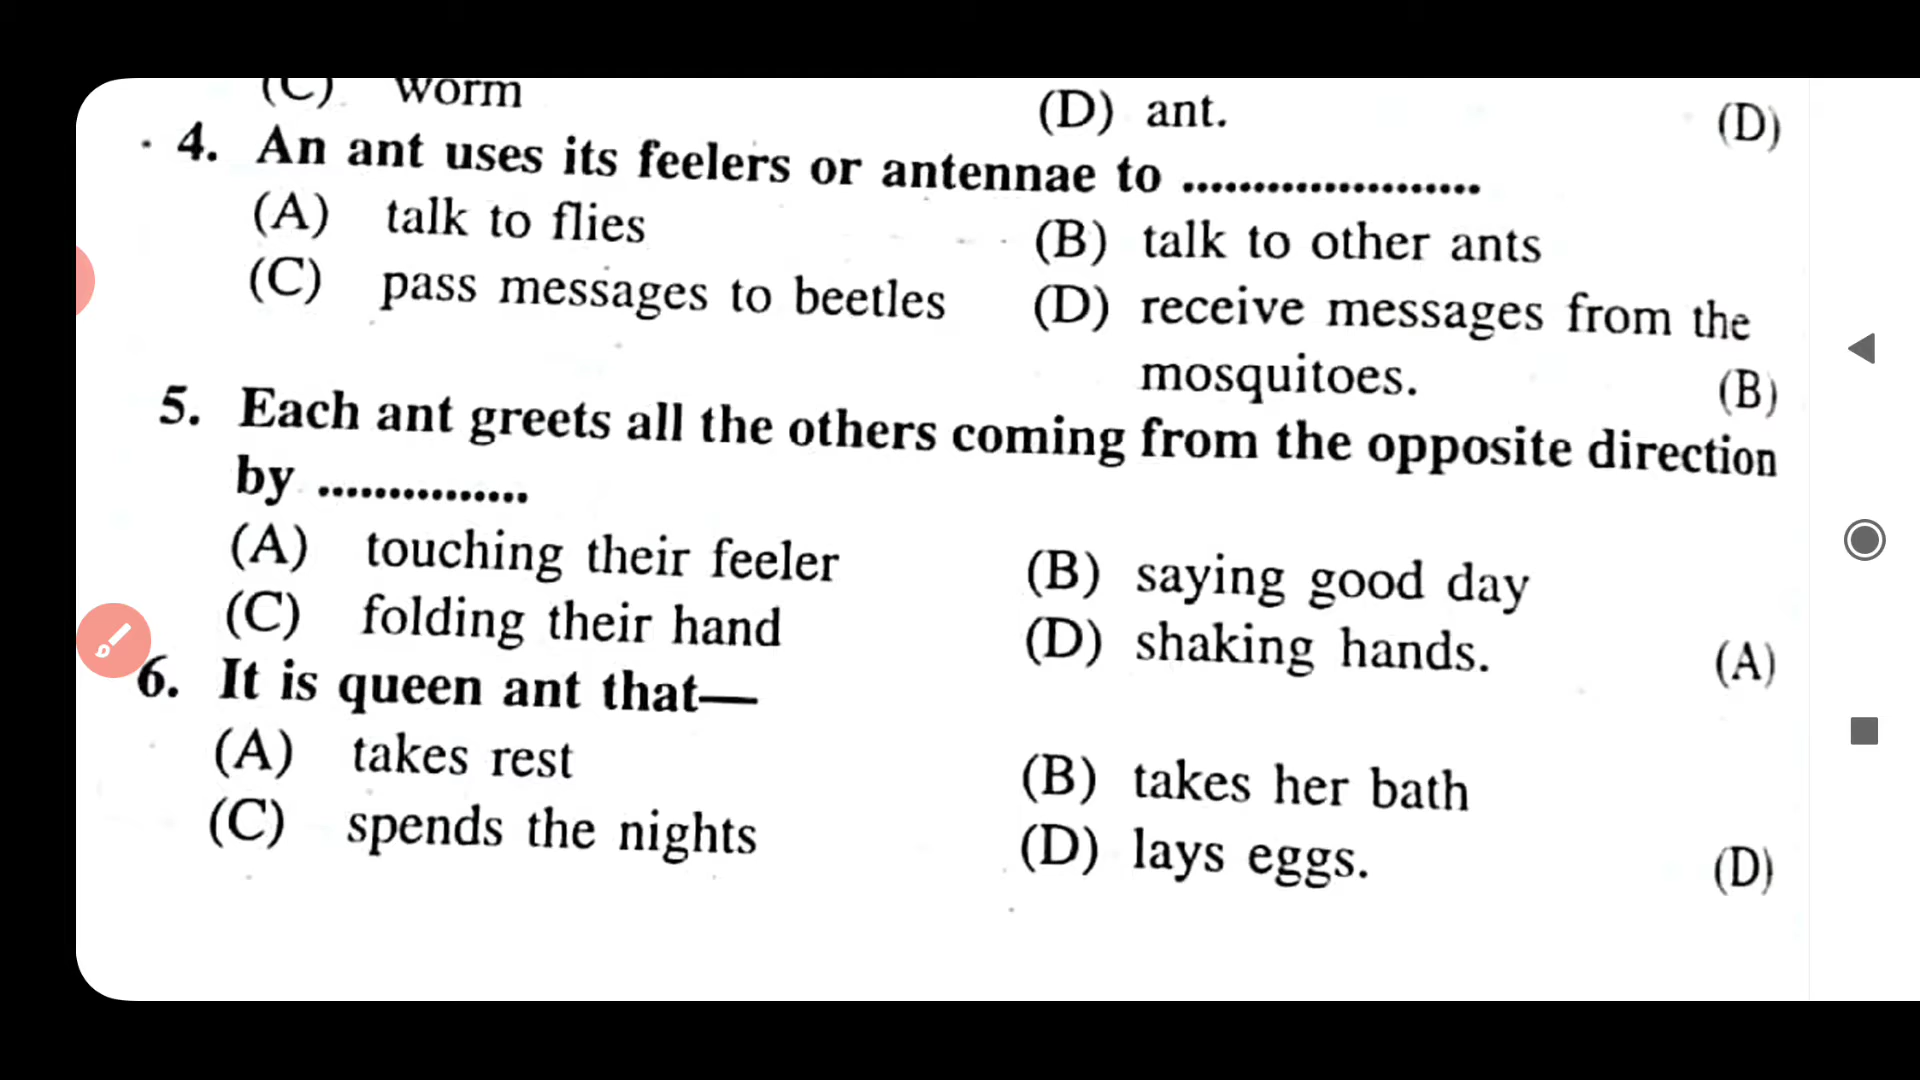 (C) worm (D) ant. (D)
4. An ant uses its feelers or antennae to .....................
(A) talk to flies (B) talk to other ants
(C) pass messages to beetles (D) receive messages from the
mosquitoes. (B)
5. Each ant greets all the others coming from the opposite direction
by ...............
(A) touching their feeler (B) saying good day
(C) folding their hand (D) shaking hands. (A)
6. It is queen ant that—
(A) takes rest (B) takes her bath
(C) spends the nights (D) lays eggs. (D)